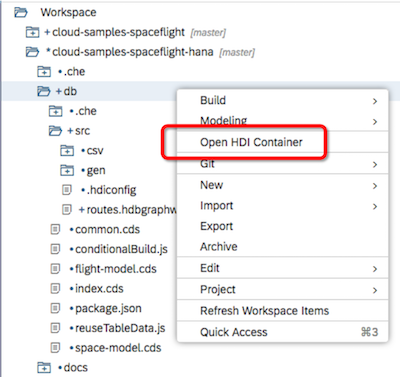 Workspace
+cloud-samples-spaceflight [master]
*cloud-samples-spaceflight-hana [master]
•.che
+db
•.che
+src
•csv
•gen
•.hdiconfig
+routes.hdbgraphw
•common.cds
•conditionalBuild.js
•flight-model.cds
•index.cds
•package.json
•reuseTableData.js
•space-model.cds
•docs
Build
Modeling
Open HDI Container
Git
New
Import
Export
Archive
Edit
Project
Refresh Workspace Items
Quick Access ⌘3